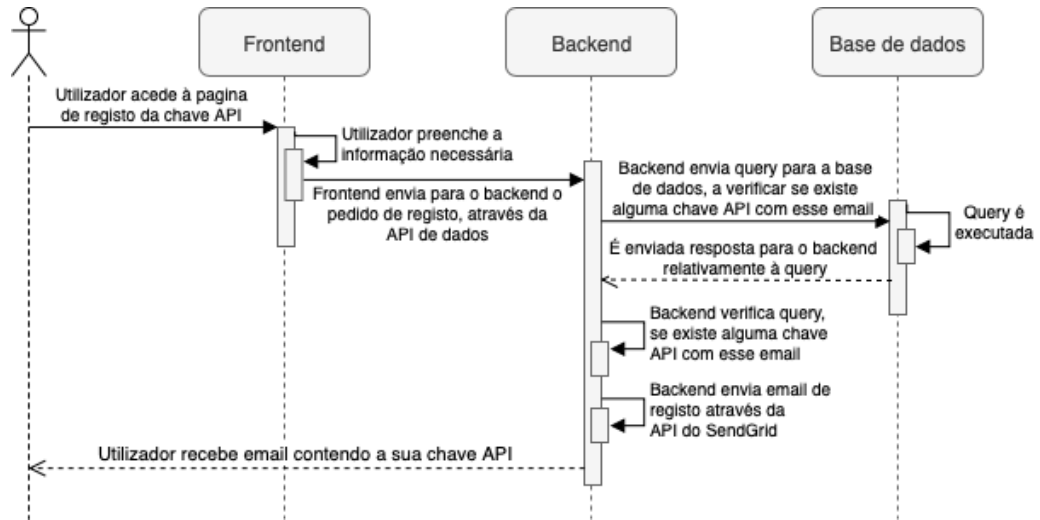 Frontend
Backend
Base de dados
Utilizador acede à pagina
de registo da chave API
Utilizador preenche a
informação necessária
Frontend envia para o backend o
pedido de registo, através da
API de dados
Backend envia query para a base
de dados, a verificar se existe
alguma chave API com esse email
Query é
executada
É enviada resposta para o backend
relativamente à query
Backend verifica query,
se existe alguma chave
API com esse email
Backend envia email de
registo através da
API do SendGrid
Utilizador recebe email contendo a sua chave API